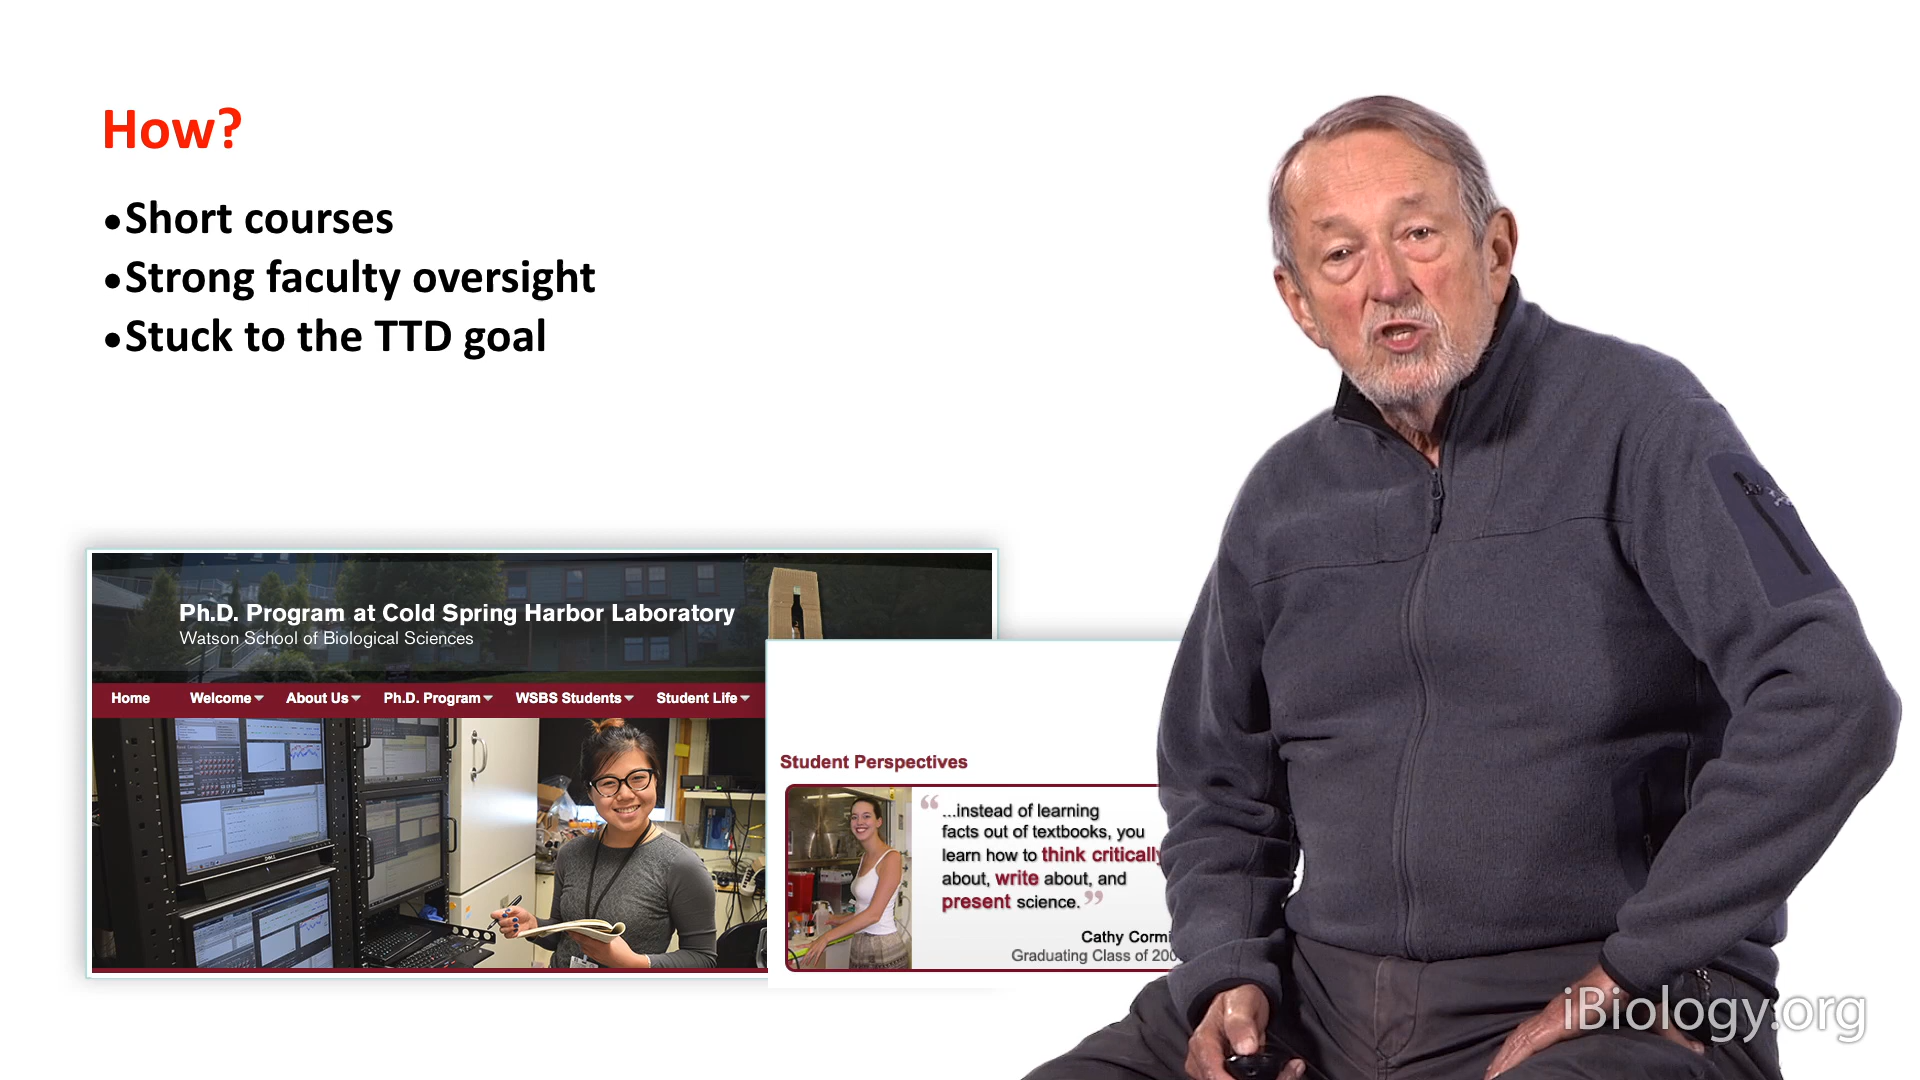 How?
•Short courses
•Strong faculty oversight
•Stuck to the TTD goal
Ph.D. Program at Cold Spring Harbor Laboratory
Watson School of Biological Sciences
Home Welcome About Us Ph.D. Program WSBS Students Student Life
Student Perspectives
“ ...instead of learning
facts out of textbooks, you
learn how to think critically
about, write about, and
present science. ”
Cathy
Graduating Class of
iBiology.org